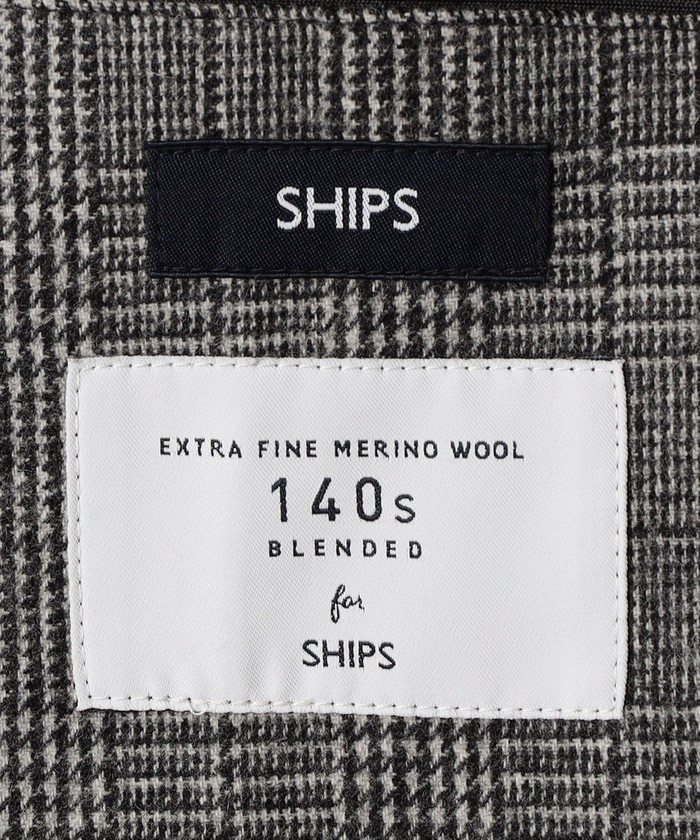 SHIPS
EXTRA FINE MERINO WOOL
140s
BLENDED
for
SHIPS